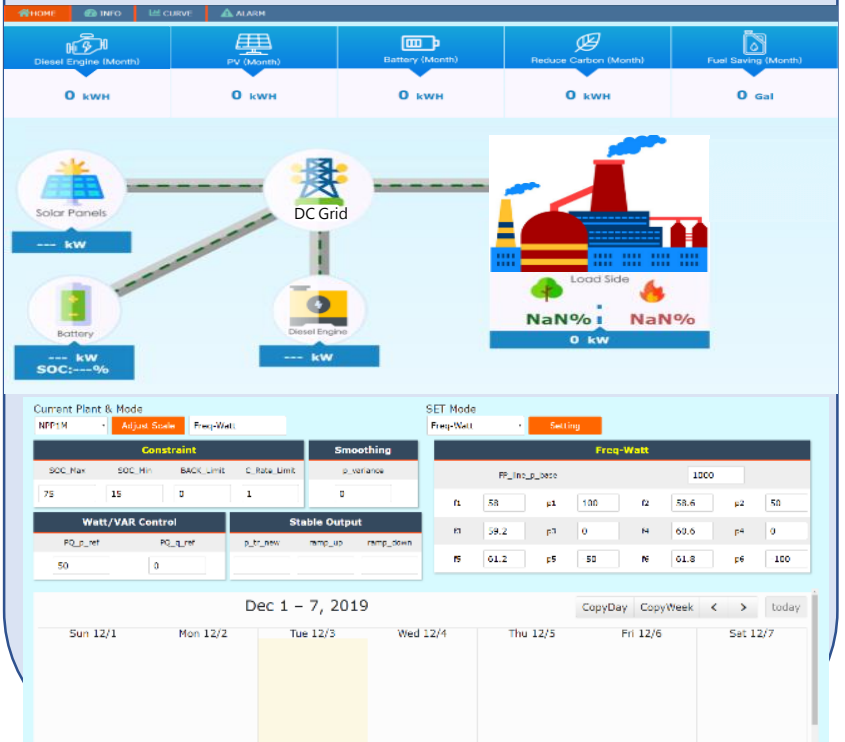 HOME INFO CURVE ALARM
Diesel Engine (Month) PV (Month) Battery (Month) Reduce Carbon (Month) Fuel Saving (Month)
0 kWH 0 kWH 0 kWH 0 kWH 0 Gal
Solar Panels
--- kW
DC Grid
Battery
--- kW
SOC:---%
Diesel Engine
--- kW
Load Side
NaN% NaN%
0 kW
Current Plant & Mode SET Mode
NPP1M Adjust Scale Freq-Watt Freq-Watt Setting
Constraint Smoothing Freq-Watt
SOC_Max SOC_Min BACK_Limit C_Rate_Limit p_variance
75 15 0 1 0
FP_line_p_base 1000
f1 58 p1 100 f2 58.6 p2 50
f3 59.2 p3 0 f4 60.6 p4 0
f5 61.2 p5 50 f6 61.8 p6 100
Watt/VAR Control Stable Output
PQ_p_ref PQ_q_ref p_tr_new ramp_up ramp_down
50 0
Dec 1 – 7, 2019 CopyDay CopyWeek < > today
Sun 12/1 Mon 12/2 Tue 12/3 Wed 12/4 Thu 12/5 Fri 12/6 Sat 12/7